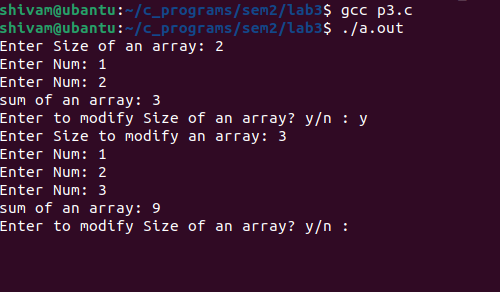 shivam@ubantu:~/c_programs/sem2/lab3$ gcc p3.c
shivam@ubantu:~/c_programs/sem2/lab3$ ./a.out
Enter Size of an array: 2
Enter Num: 1
Enter Num: 2
sum of an array: 3
Enter to modify Size of an array? y/n : y
Enter Size to modify an array: 3
Enter Num: 1
Enter Num: 2
Enter Num: 3
sum of an array: 9
Enter to modify Size of an array? y/n :